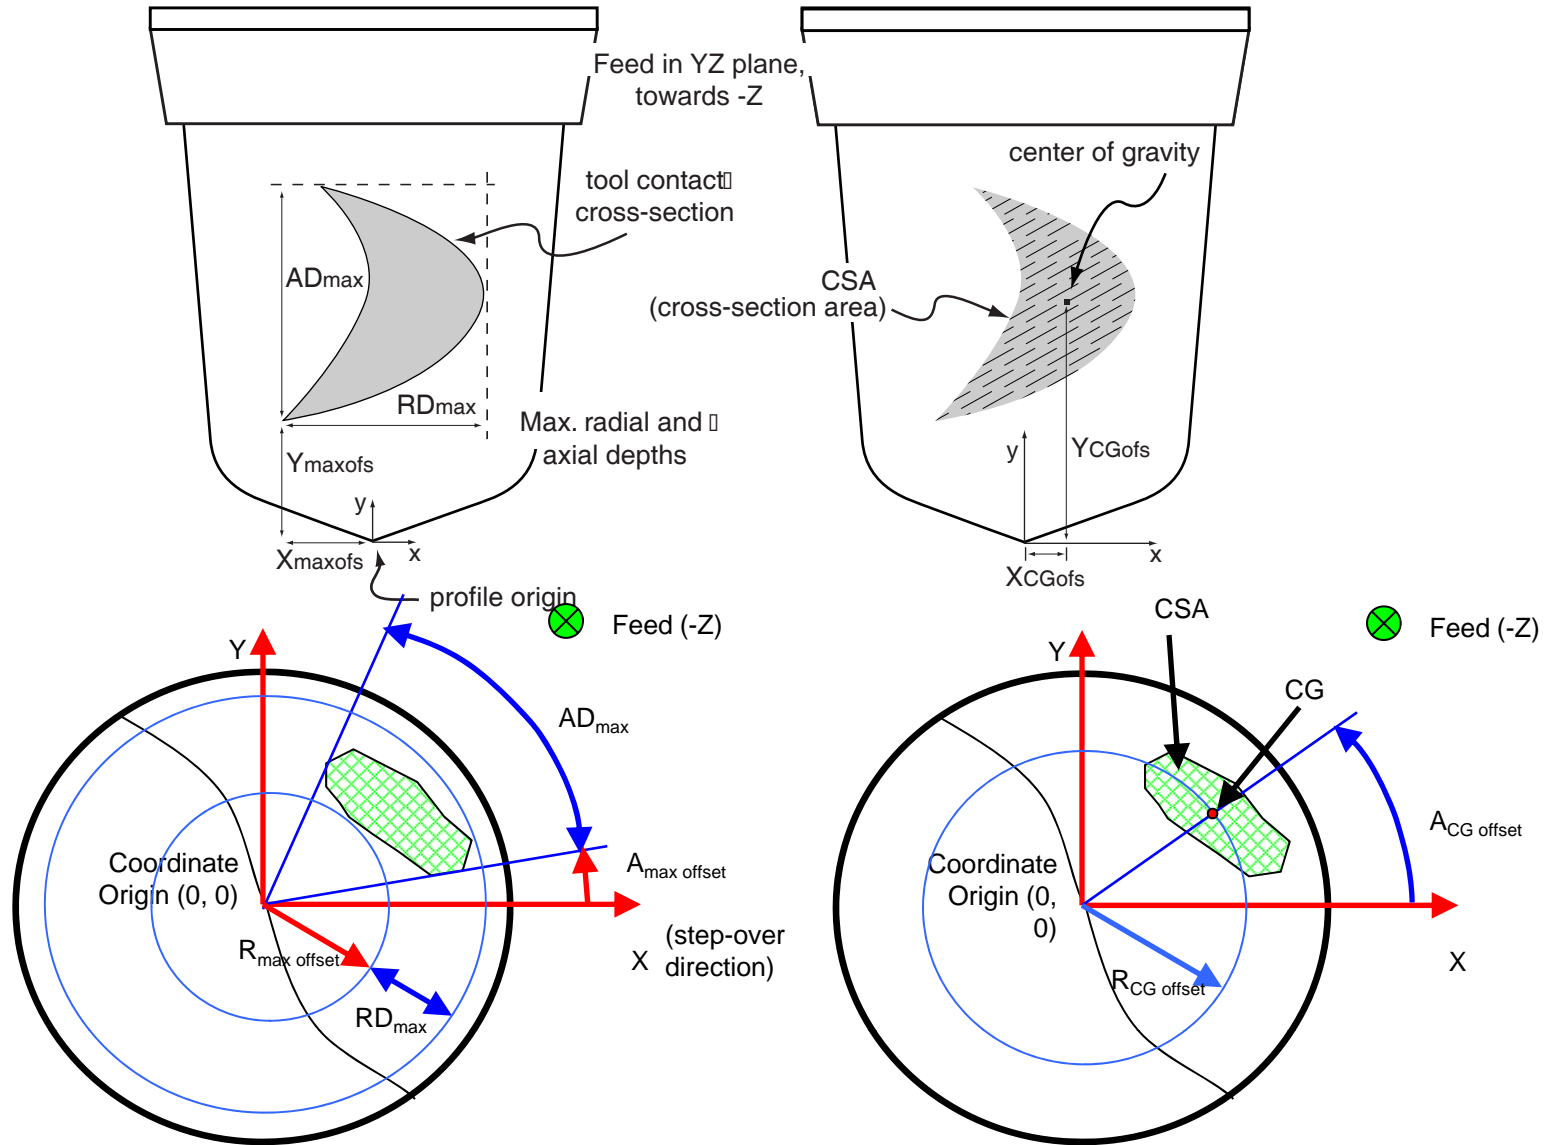 Feed in YZ plane,
towards -Z
tool contact
cross-section
ADmax
RDmax
Max. radial and
axial depths
Ymaxofs
y
x
Xmaxofs
profile origin
center of gravity
CSA
(cross-section area)
y
YCGofs
x
XCGofs
Feed (-Z)
Y
ADmax
Coordinate
Origin (0, 0)
Amax offset
Rmax offset
X
(step-over
direction)
RDmax
CSA
Feed (-Z)
Y
CG
ACG offset
Coordinate
Origin (0,
0)
X
RCG offset